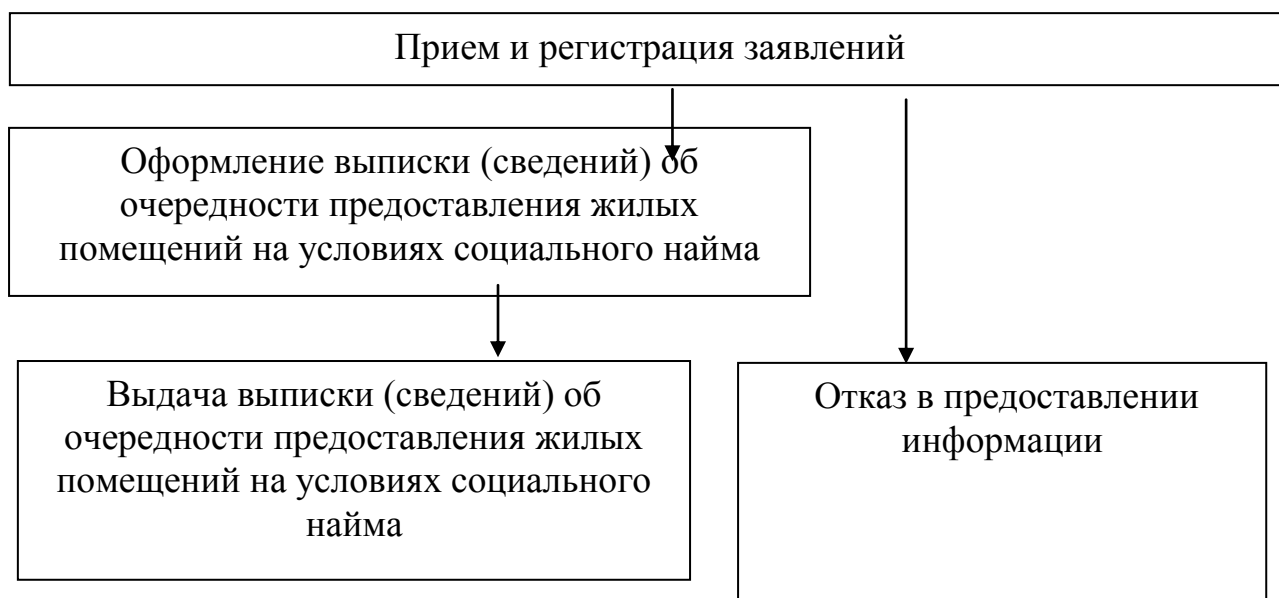 Прием и регистрация заявлений
Оформление выписки (сведений) об
очередности предоставления жилых
помещений на условиях социального найма
Выдача выписки (сведений) об
очередности предоставления жилых
помещений на условиях социального
найма
Отказ в предоставлении
информации